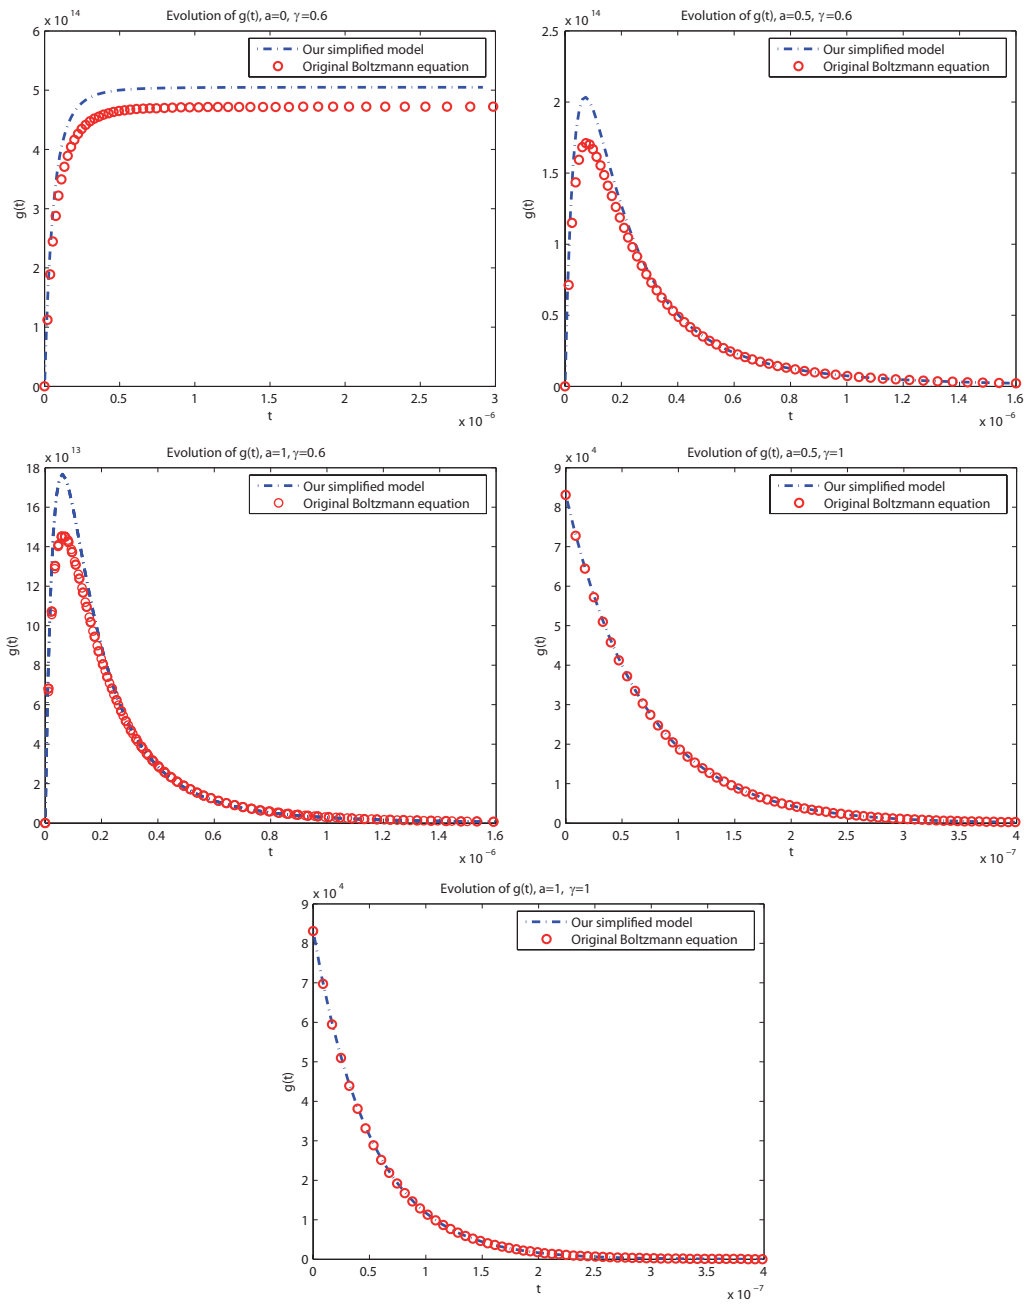 Evolution of g(t), a=0, γ=0.6
x 10^14
g(t)
6
5
4
3
2
1
0
Our simplified model
Original Boltzmann equation
0 0.5 1 1.5 2 2.5 3
t
x 10^-6
Evolution of g(t), a=0.5, γ=0.6
x 10^14
g(t)
2.5
2
1.5
1
0.5
0
Our simplified model
Original Boltzmann equation
0 0.2 0.4 0.6 0.8 1 1.2 1.4 1.6
t
x 10^-6
Evolution of g(t), a=1, γ=0.6
x 10^13
g(t)
18
16
14
12
10
8
6
4
2
0
Our simplified model
Original Boltzmann equation
0 0.2 0.4 0.6 0.8 1 1.2 1.4 1.6
t
x 10^-6
Evolution of g(t), a=0.5, γ=1
x 10^4
g(t)
9
8
7
6
5
4
3
2
1
0
Our simplified model
Original Boltzmann equation
0 0.5 1 1.5 2 2.5 3 3.5 4
t
x 10^-7
Evolution of g(t), a=1, γ=1
x 10^4
g(t)
9
8
7
6
5
4
3
2
1
0
Our simplified model
Original Boltzmann equation
0 0.5 1 1.5 2 2.5 3 3.5 4
t
x 10^-7